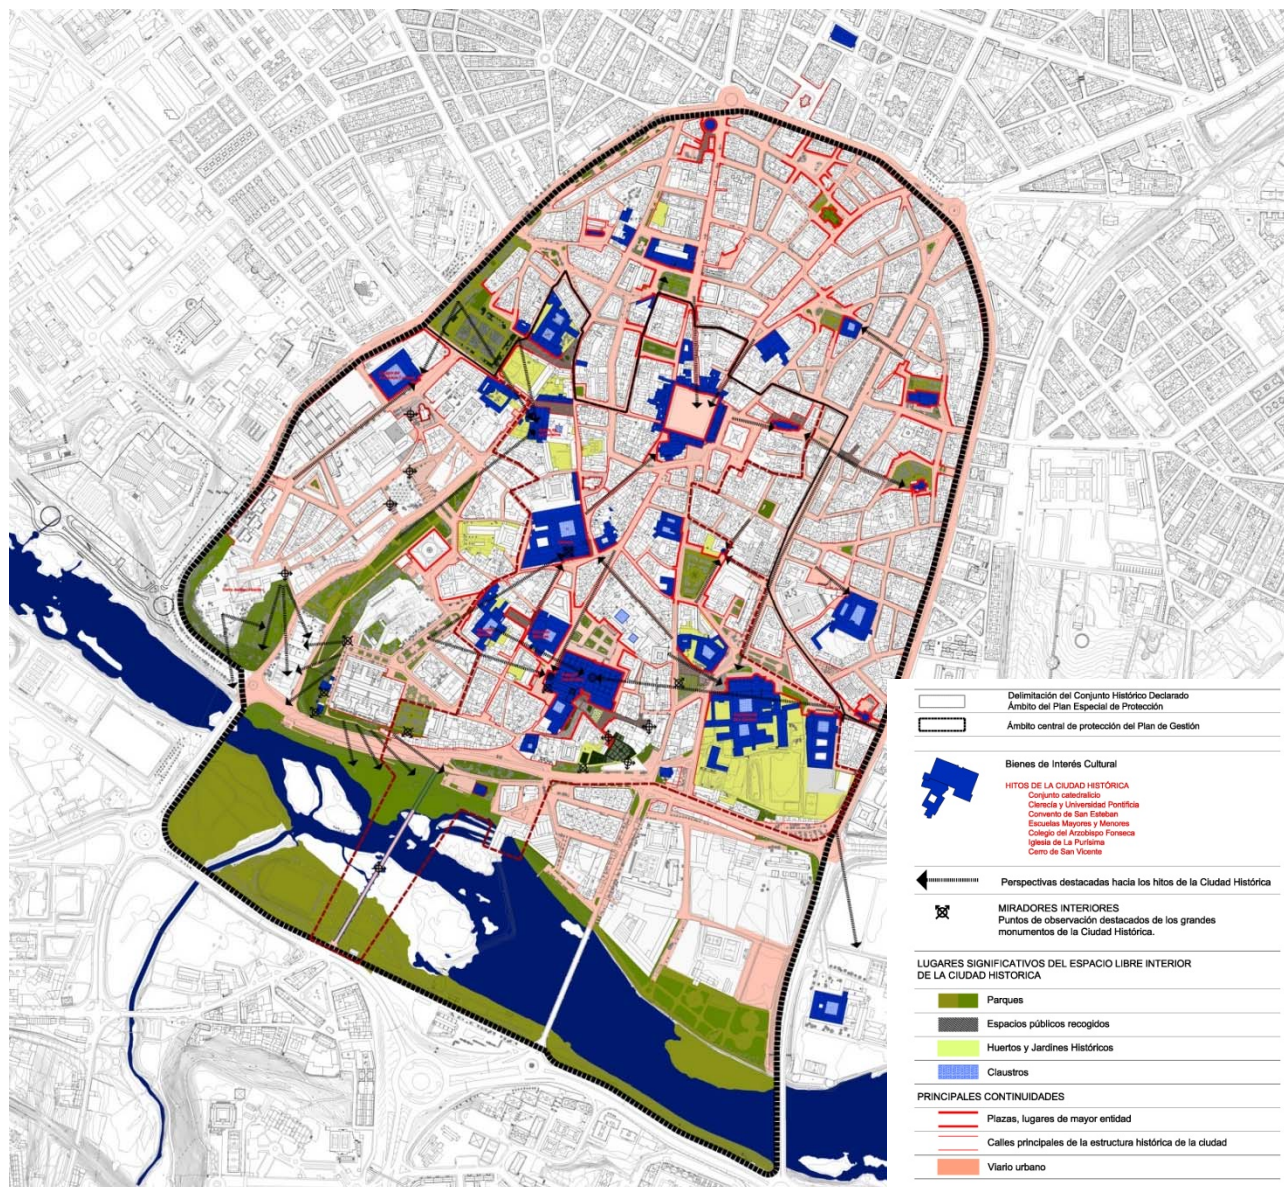 Delimitación del Conjunto Histórico Declarado
Ámbito del Plan Especial de Protección
Ámbito central de protección del Plan de Gestión
Bienes de Interés Cultural
HITOS DE LA CIUDAD HISTÓRICA
Conjunto catedralicio
Clerecía y Universidad Pontificia
Convento de San Esteban
Escuelas Mayores y Menores
Colegio del Arzobispo Fonseca
Iglesia de La Purísima
Cerro de San Vicente
Perspectivas destacadas hacia los hitos de la Ciudad Histórica
MIRADORES INTERIORES
Puntos de observación destacados de los grandes
monumentos de la Ciudad Histórica.
LUGARES SIGNIFICATIVOS DEL ESPACIO LIBRE INTERIOR
DE LA CIUDAD HISTORICA
Parques
Espacios públicos recogidos
Huertos y Jardines Históricos
Claustros
PRINCIPALES CONTINUIDADES
Plazas, lugares de mayor entidad
Calles principales de la estructura histórica de la ciudad
Viario urbano